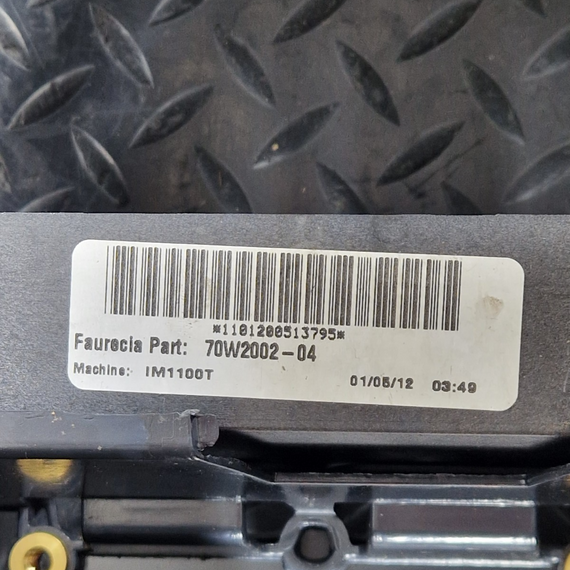 *1101200513795*
Faurecia Part: 70W2002-04
Machine: IM1100T 01/05/12 03:49